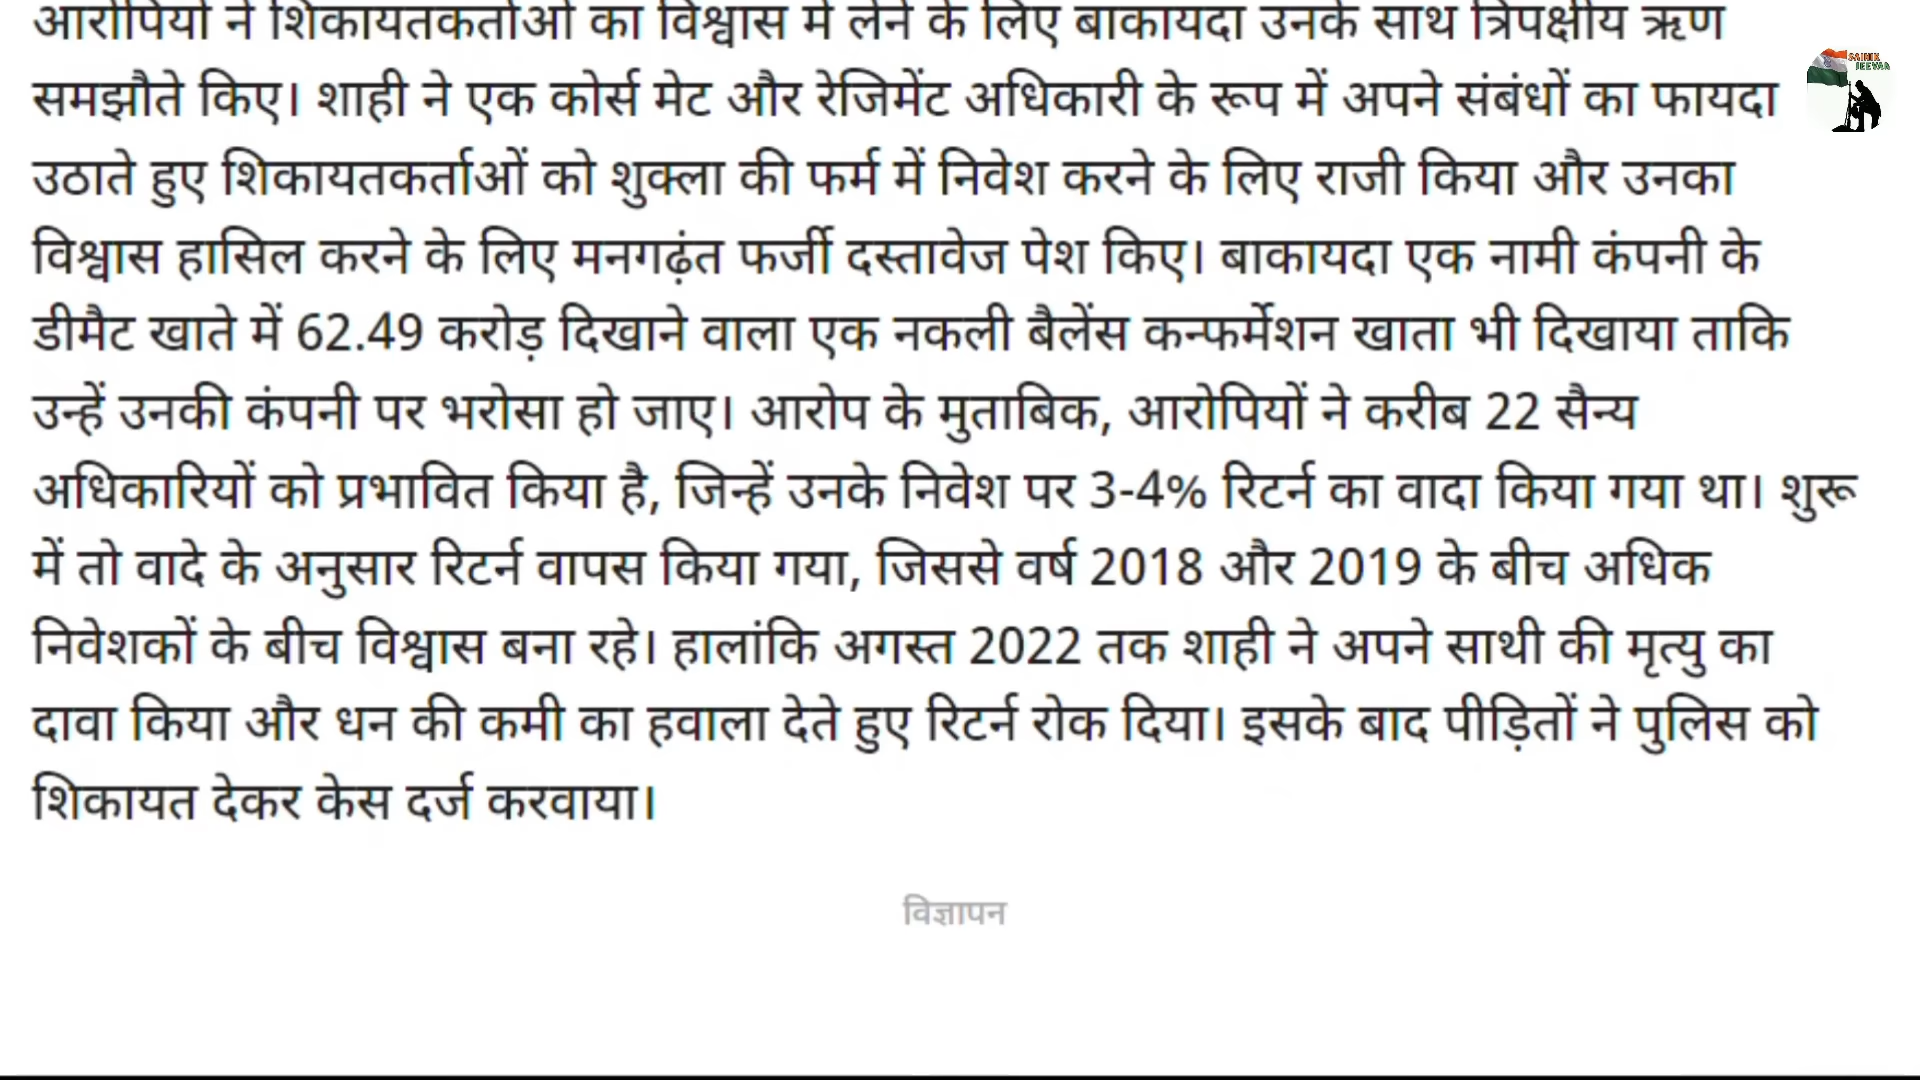 आरोपियों ने शिकायतकर्ताओं का विश्वास में लेने के लिए बाकायदा उनके साथ त्रिपक्षीय ऋण
समझौते किए। शाही ने एक कोर्स मेट और रेजिमेंट अधिकारी के रूप में अपने संबंधों का फायदा
उठाते हुए शिकायतकर्ताओं को शुक्ला की फर्म में निवेश करने के लिए राजी किया और उनका
विश्वास हासिल करने के लिए मनगढ़ंत फर्जी दस्तावेज पेश किए। बाकायदा एक नामी कंपनी के
डीमैट खाते में 62.49 करोड़ दिखाने वाला एक नकली बैलेंस कन्फर्मेशन खाता भी दिखाया ताकि
उन्हें उनकी कंपनी पर भरोसा हो जाए। आरोप के मुताबिक, आरोपियों ने करीब 22 सैन्य
अधिकारियों को प्रभावित किया है, जिन्हें उनके निवेश पर 3-4% रिटर्न का वादा किया गया था। शुरू
में तो वादे के अनुसार रिटर्न वापस किया गया, जिससे वर्ष 2018 और 2019 के बीच अधिक
निवेशकों के बीच विश्वास बना रहे। हालांकि अगस्त 2022 तक शाही ने अपने साथी की मृत्यु का
दावा किया और धन की कमी का हवाला देते हुए रिटर्न रोक दिया। इसके बाद पीड़ितों ने पुलिस को
शिकायत देकर केस दर्ज करवाया।
विज्ञापन
SAINIK
JEEVAN